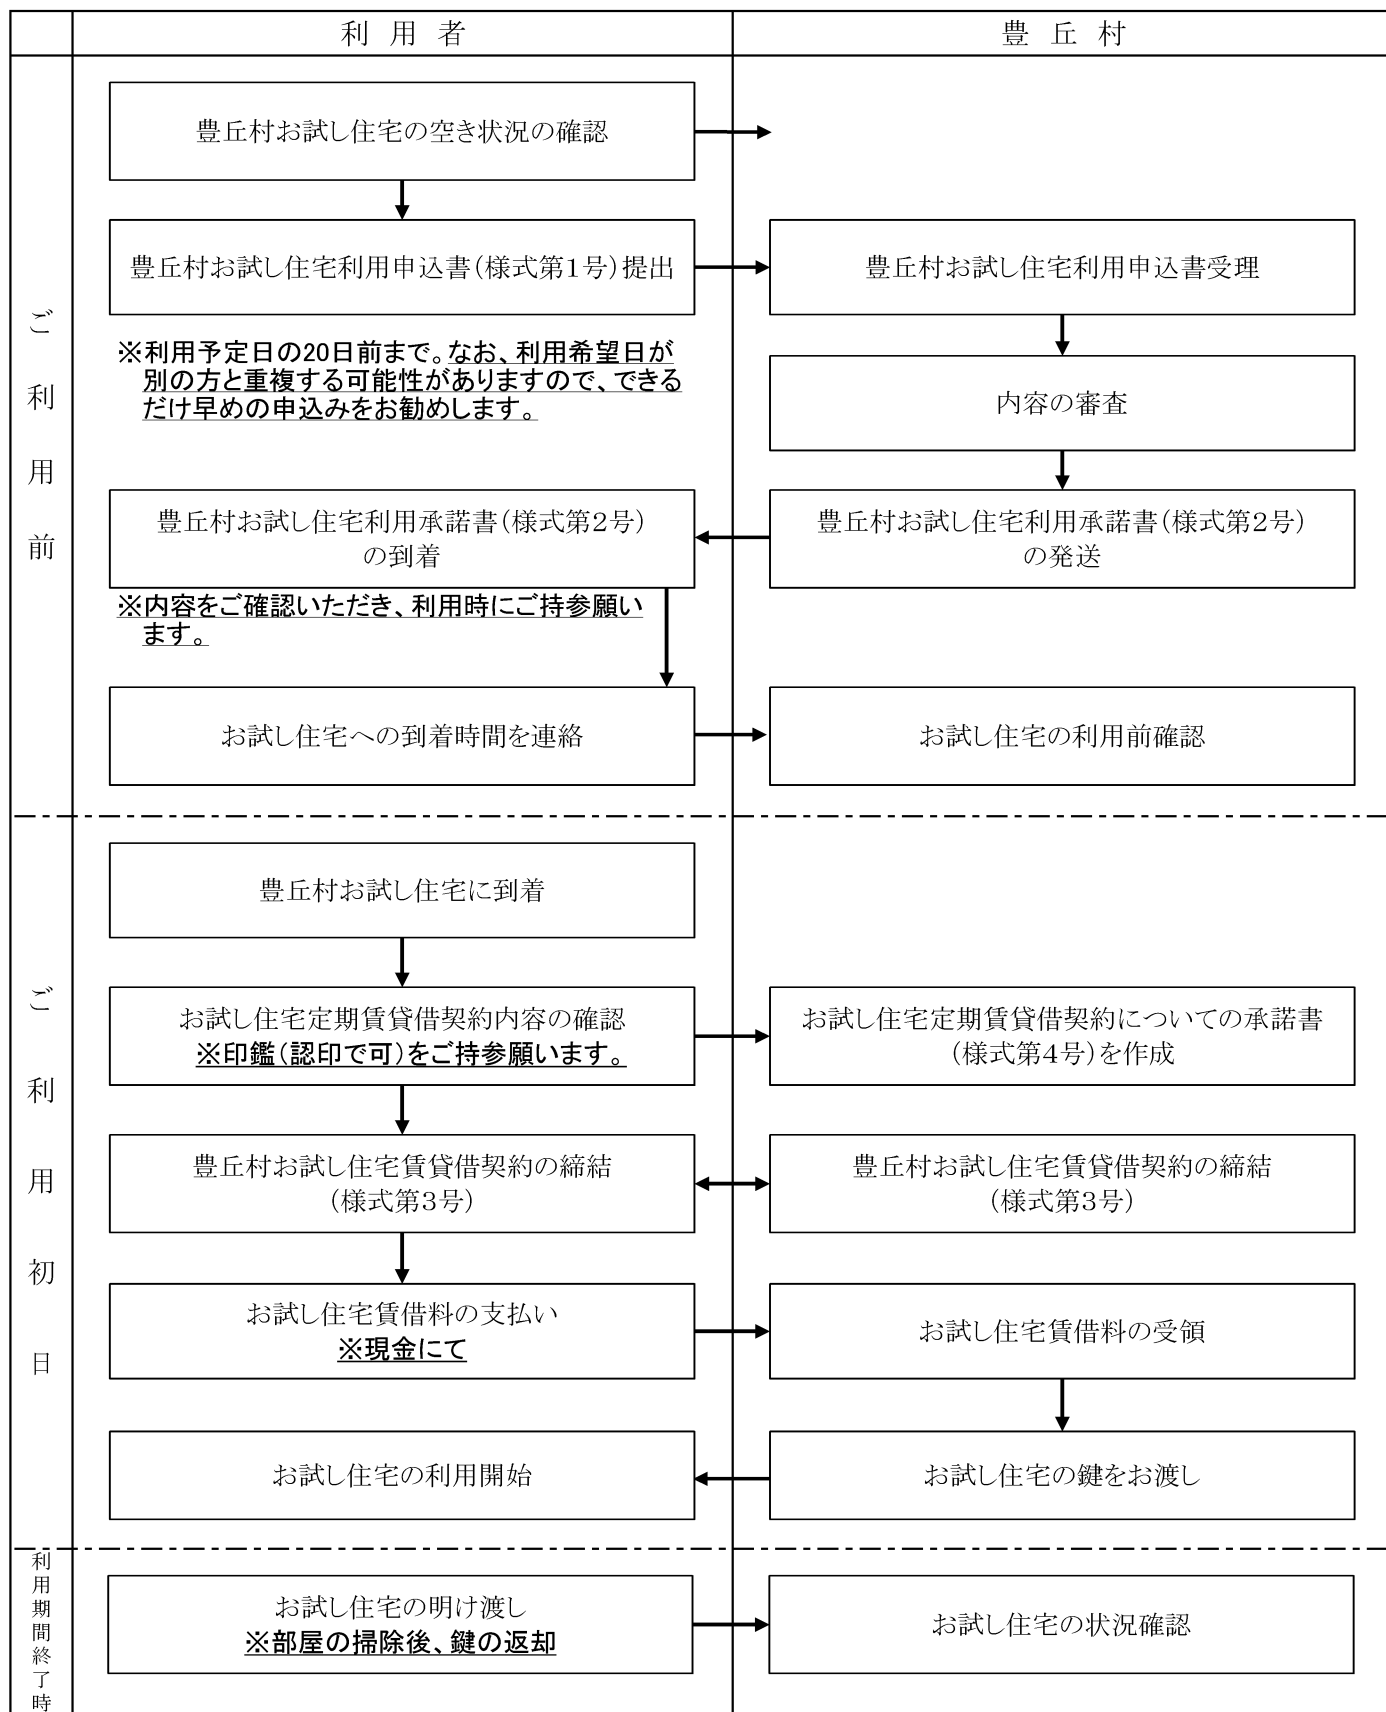 利用者
豊丘村
ご利用前
豊丘村お試し住宅の空き状況の確認
豊丘村お試し住宅利用申込書（様式第１号）提出
豊丘村お試し住宅利用申込書受理
※利用予定日の20日前まで。なお、利用希望日が
別の方と重複する可能性がありますので、できる
だけ早めの申込みをお勧めします。
内容の審査
豊丘村お試し住宅利用承諾書（様式第２号）
の到着
豊丘村お試し住宅利用承諾書（様式第２号）
の発送
※内容をご確認いただき、利用時にご持参願い
ます。
お試し住宅への到着時間を連絡
お試し住宅の利用前確認
ご利用初日
豊丘村お試し住宅に到着
お試し住宅定期賃貸借契約内容の確認
※印鑑（認印で可）をご持参願います。
お試し住宅定期賃貸借契約についての承諾書
（様式第４号）を作成
豊丘村お試し住宅賃貸借契約の締結
（様式第３号）
豊丘村お試し住宅賃貸借契約の締結
（様式第３号）
お試し住宅賃借料の支払い
※現金にて
お試し住宅賃借料の受領
お試し住宅の利用開始
お試し住宅の鍵をお渡し
利用期間終了時
お試し住宅の明け渡し
※部屋の掃除後、鍵の返却
お試し住宅の状況確認